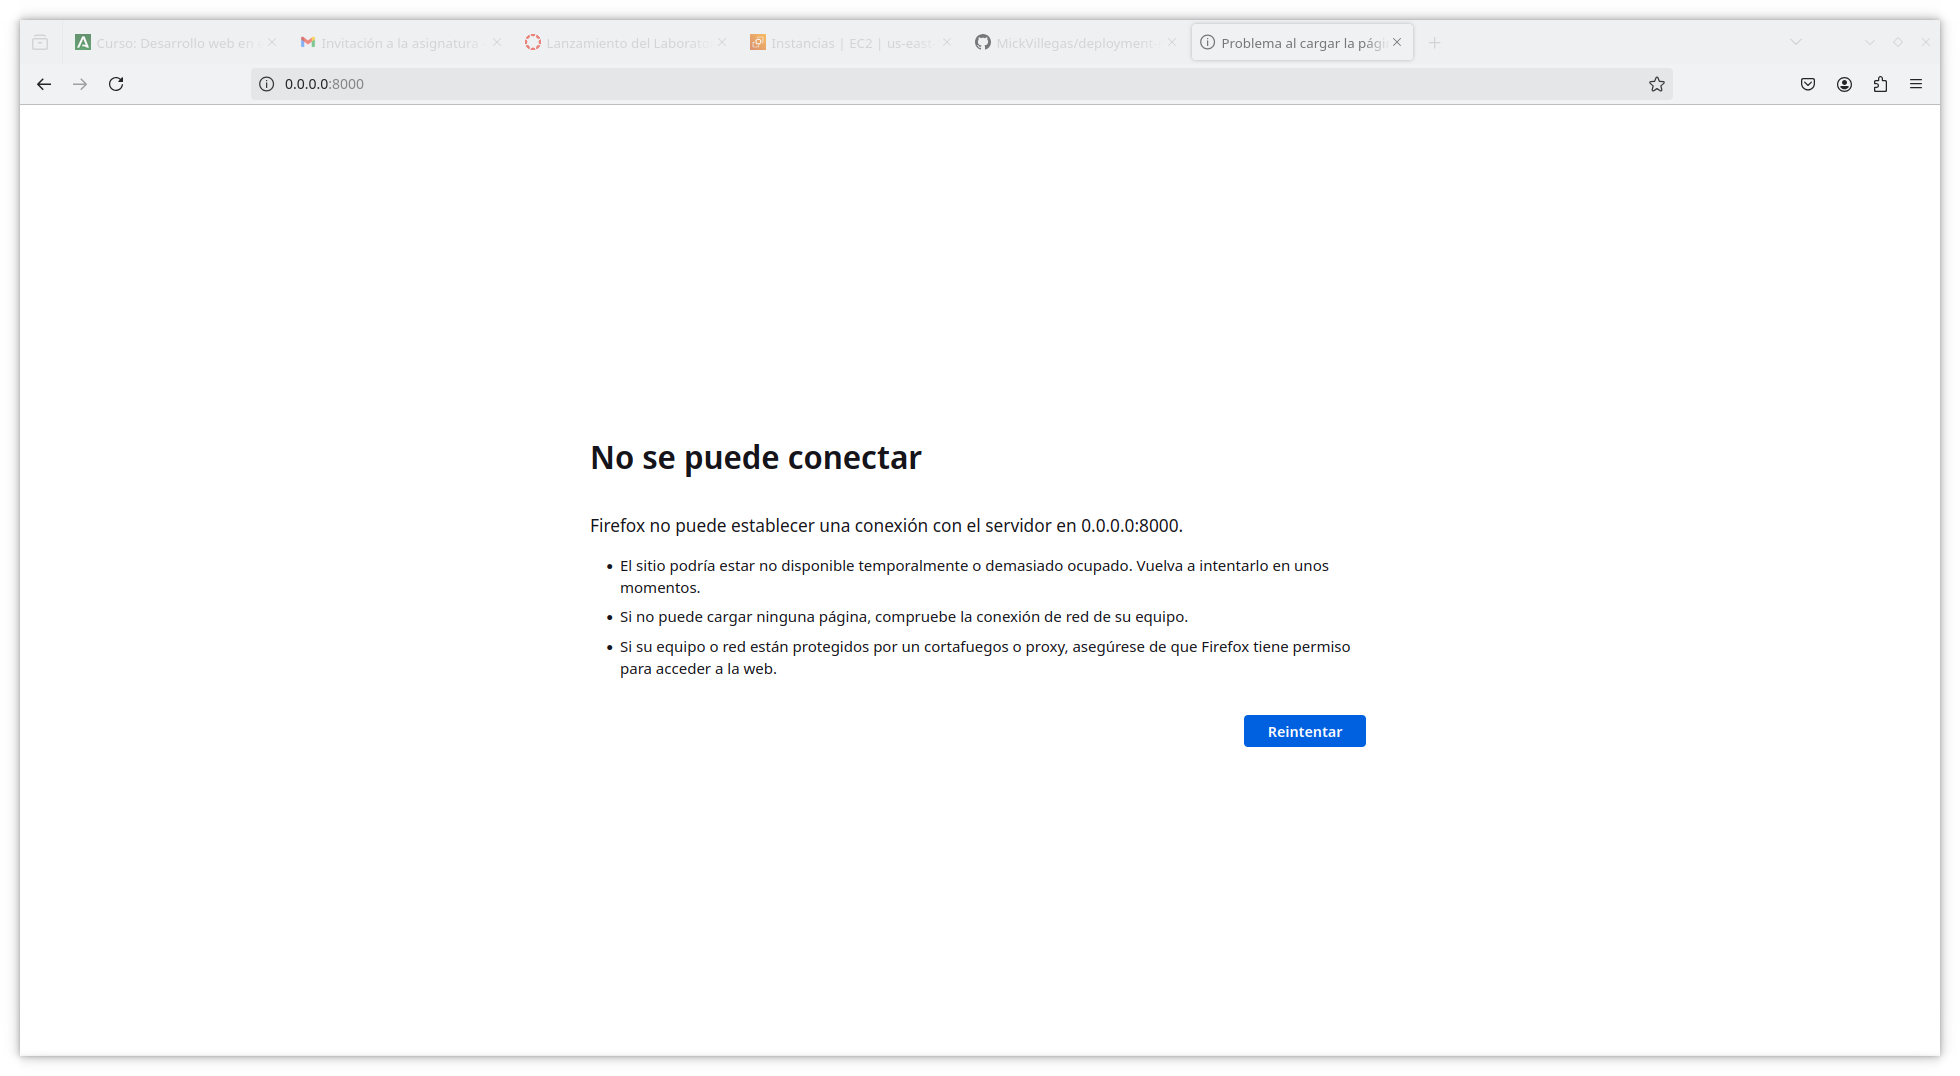 Curso: Desarrollo web en
Invitación a la asignatura
Lanzamiento del Laborato
Instancias | EC2 | us-east-
MickVillegas/deployment-
Problema al cargar la pági
0.0.0.0:8000
No se puede conectar
Firefox no puede establecer una conexión con el servidor en 0.0.0.0:8000.
• El sitio podría estar no disponible temporalmente o demasiado ocupado. Vuelva a intentarlo en unos
momentos.
• Si no puede cargar ninguna página, compruebe la conexión de red de su equipo.
• Si su equipo o red están protegidos por un cortafuegos o proxy, asegúrese de que Firefox tiene permiso
para acceder a la web.
Reintentar